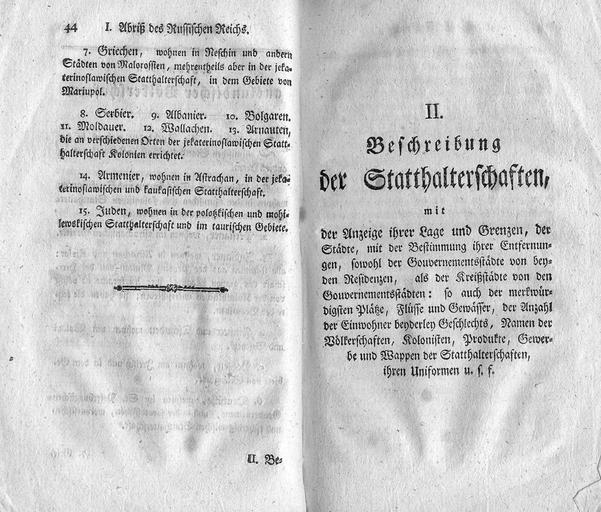 44 I. Abriß des Russischen Reichs.
7. Griechen, wohnen in Neschin und andern
Städten von Malorossien, mehrentheils aber in der jeka-
terinoslawischen Statthalterschaft, in dem Gebiete von
Mariupol.
8. Serbier. 9. Albanier. 10. Bolgaren.
11. Moldauer. 12. Wallachen. 13. Arnauten,
die an verschiedenen Orten der jekaterinoslawischen Statt-
halterschaft Kolonien errichtet.
14. Armenier, wohnen in Astrachan, in der jeka-
terinoslawischen und kaukasischen Statthalterschaft.
15. Juden, wohnen in der polozkischen und mohi-
lewskischen Statthalterschaft und im taurischen Gebiete.
II. Be-
II.
Beschreibung
der Statthalterschaften,
mit
der Anzeige ihrer Lage und Grenzen, der
Städte, mit der Bestimmung ihrer Entfernun-
gen, sowohl der Gouvernementsstädte von bey-
den Residenzen, als der Kreißstädte von den
Gouvernementsstädten: so auch der merkwür-
digsten Plätze, Flüsse und Gewässer, der Anzahl
der Einwohner beyderley Geschlechts, Namen der
Völkerschaften, Kolonisten, Produkte, Gewer-
be und Wappen der Statthalterschaften,
ihren Uniformen u. s. f.